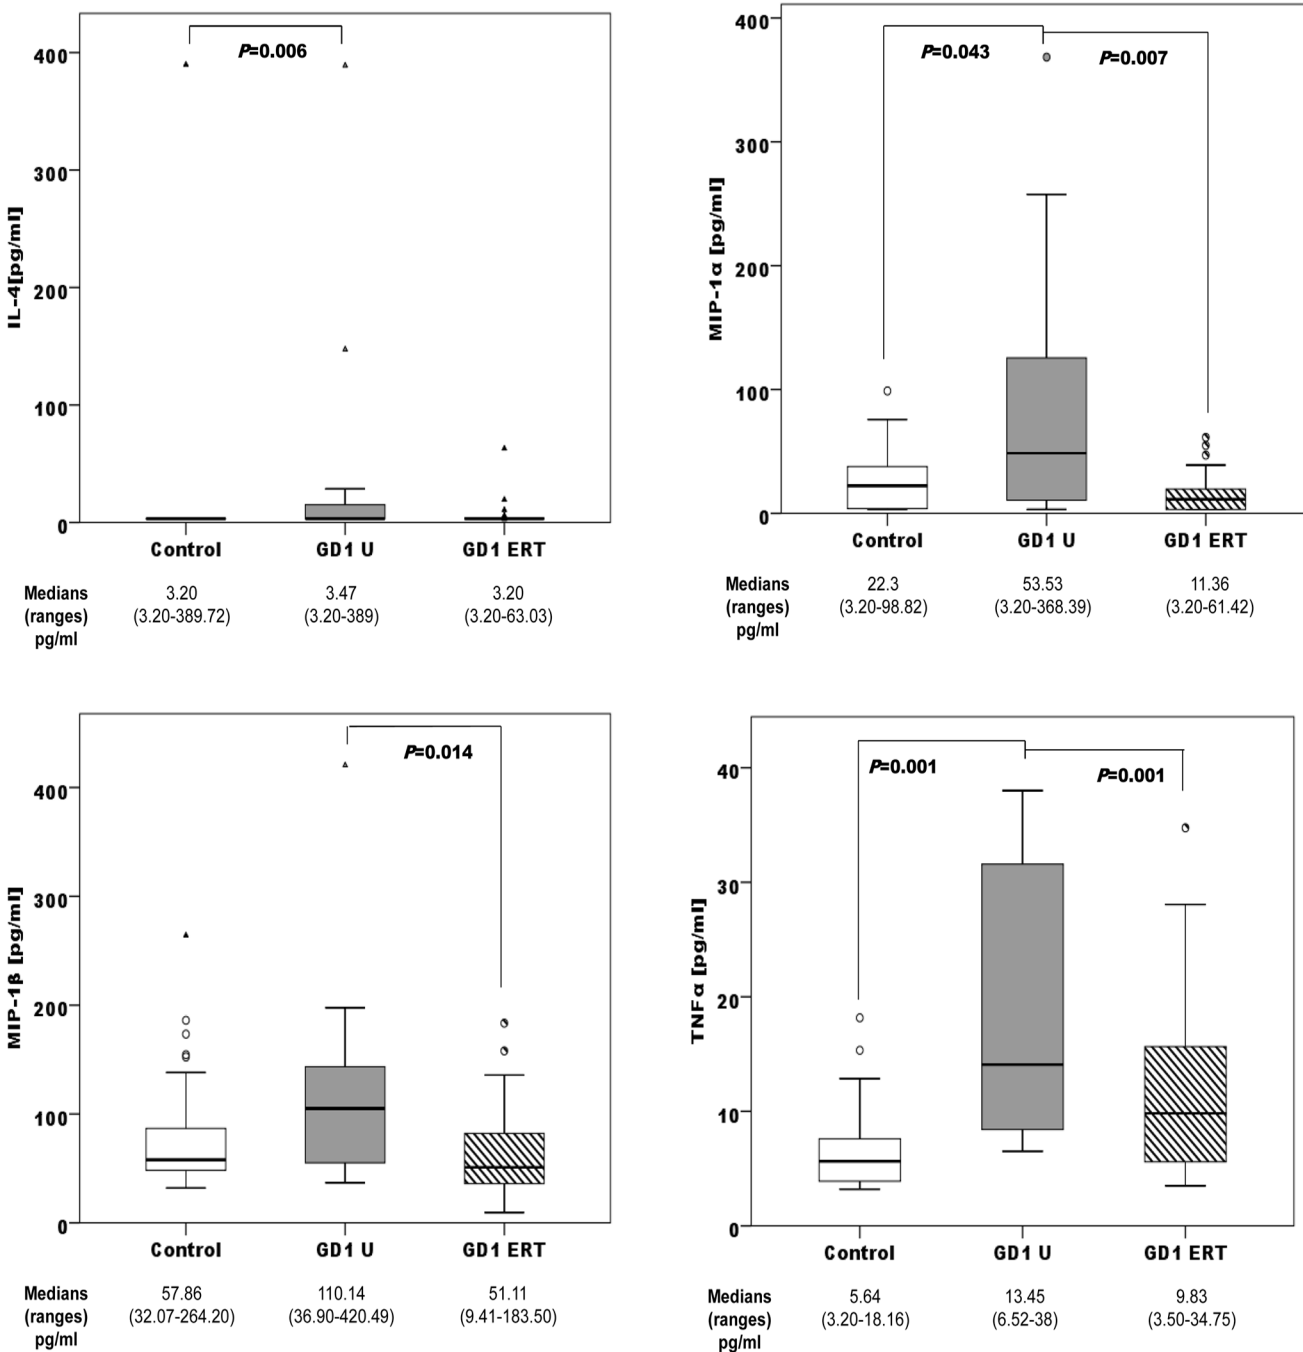 400
300
200
100
0
IL-4[pg/ml]
P=0.006
Control
GD1 U
GD1 ERT
Medians
(ranges)
pg/ml
3.20
(3.20-389.72)
3.47
(3.20-389)
3.20
(3.20-63.03)
400
300
200
100
0
MIP-1α [pg/ml]
P=0.043
P=0.007
Control
GD1 U
GD1 ERT
Medians
(ranges)
pg/ml
22.3
(3.20-98.82)
53.53
(3.20-368.39)
11.36
(3.20-61.42)
400
300
200
100
0
MIP-1β [pg/ml]
P=0.014
Control
GD1 U
GD1 ERT
Medians
(ranges)
pg/ml
57.86
(32.07-264.20)
110.14
(36.90-420.49)
51.11
(9.41-183.50)
40
30
20
10
0
TNFα [pg/ml]
P=0.001
P=0.001
Control
GD1 U
GD1 ERT
Medians
(ranges)
pg/ml
5.64
(3.20-18.16)
13.45
(6.52-38)
9.83
(3.50-34.75)